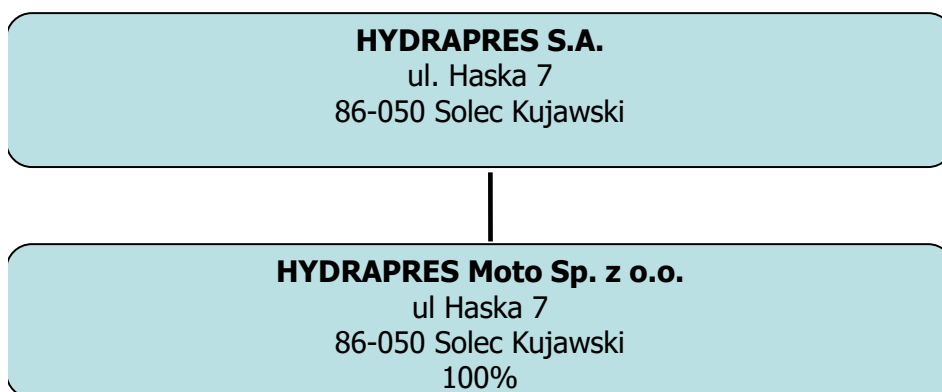 HYDRAPRES S.A.
ul. Haska 7
86-050 Solec Kujawski
HYDRAPRES Moto Sp. z o.o.
ul Haska 7
86-050 Solec Kujawski
100%